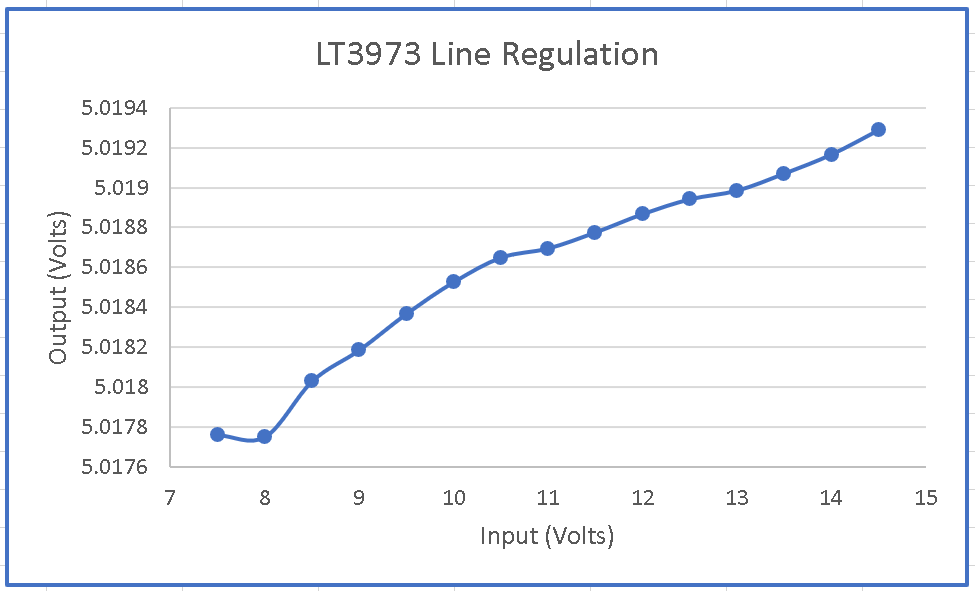 LT3973 Line Regulation
5.0194
5.0192
5.019
5.0188
5.0186
5.0184
5.0182
5.018
5.0178
5.0176
Output (Volts)
7 8 9 10 11 12 13 14 15
Input (Volts)